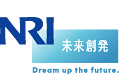 NRI
未来創発
Dream up the future.